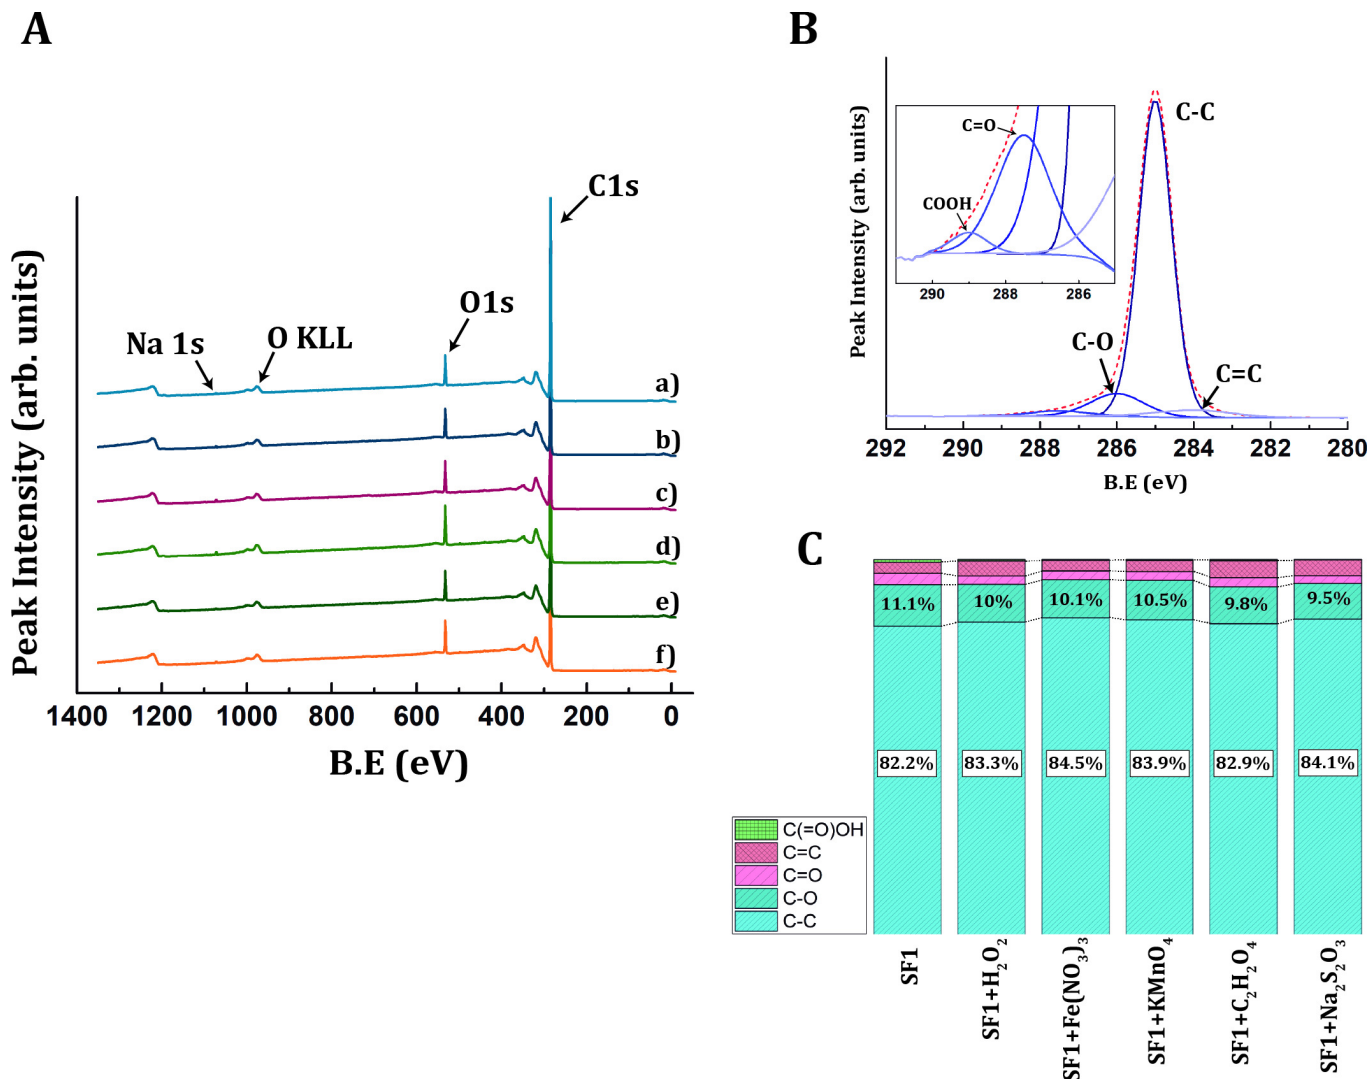 A
Peak Intensity (arb. units)
C1s
O1s
Na 1s
O KLL
a)
b)
c)
d)
e)
f)
1400 1200 1000 800 600 400 200 0
B.E (eV)
B
Peak Intensity (arb. units)
C-C
C=O
COOH
290 288 286
C-O
C=C
292 290 288 286 284 282 280
B.E (eV)
C
11.1% 10% 10.1% 10.5% 9.8% 9.5%
82.2% 83.3% 84.5% 83.9% 82.9% 84.1%
C(=O)OH
C=C
C=O
C-O
C-C
SF1
SF1+H₂O₂
SF1+Fe(NO₃)₃
SF1+KMnO₄
SF1+C₂H₂O₄
SF1+Na₂S₂O₃